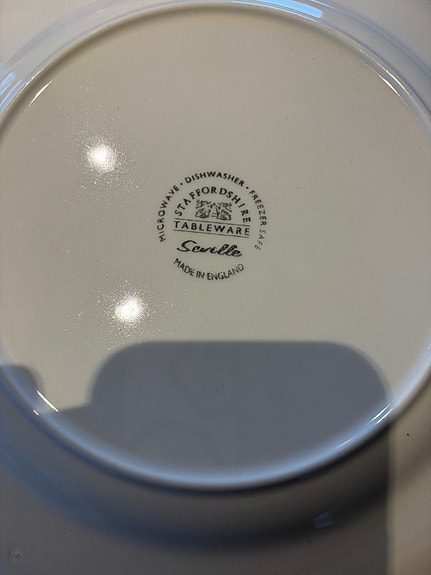 MICROWAVE · DISHWASHER · FREEZER SAFE
STAFFORDSHIRE
TABLEWARE
Seville
MADE IN ENGLAND